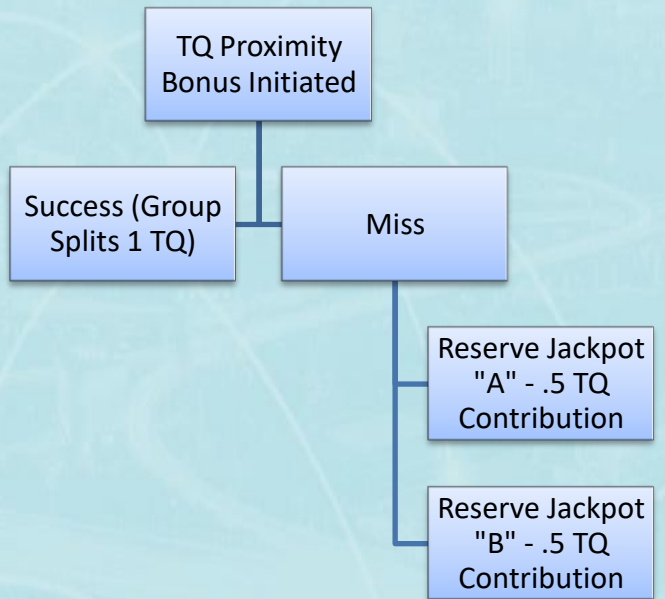 TQ Proximity
Bonus Initiated
Success (Group
Splits 1 TQ)
Miss
Reserve Jackpot
"A" - .5 TQ
Contribution
Reserve Jackpot
"B" - .5 TQ
Contribution